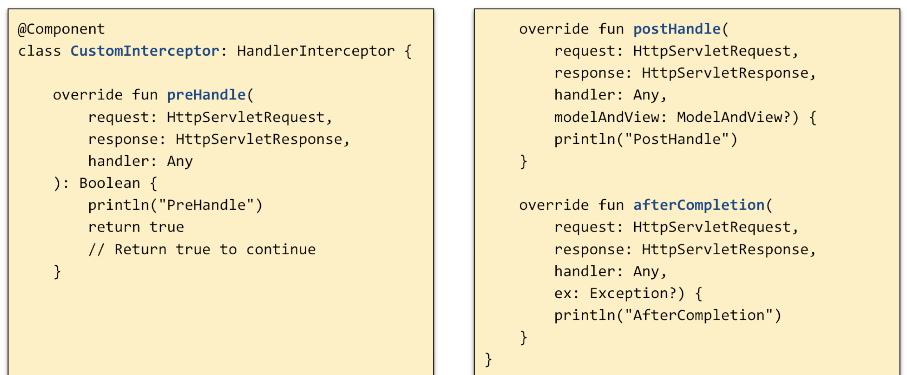 @Component
class CustomInterceptor: HandlerInterceptor {
    override fun preHandle(
        request: HttpServletRequest,
        response: HttpServletResponse,
        handler: Any
    ): Boolean {
        println("PreHandle")
        return true
        // Return true to continue
    }
    override fun postHandle(
        request: HttpServletRequest,
        response: HttpServletResponse,
        handler: Any,
        modelAndView: ModelAndView?) {
        println("PostHandle")
    }
    override fun afterCompletion(
        request: HttpServletRequest,
        response: HttpServletResponse,
        handler: Any,
        ex: Exception?) {
        println("AfterCompletion")
    }
}